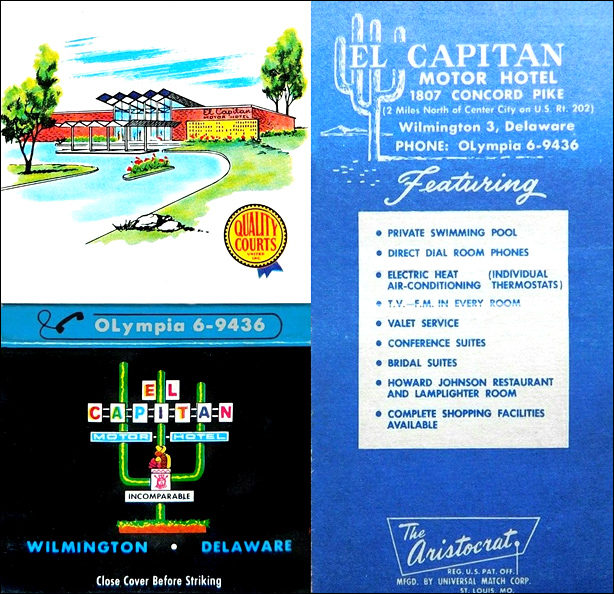 El Capitan
MOTOR HOTEL
QUALITY
COURTS
UNITED
INC.
OLympia 6-9436
EL
CAPITAN
MOTOR HOTEL
INCOMPARABLE
WILMINGTON • DELAWARE
Close Cover Before Striking
EL CAPITAN
MOTOR HOTEL
1807 CONCORD PIKE
(2 Miles North of Center City on U.S. Rt. 202)
Wilmington 3, Delaware
PHONE: OLympia 6-9436
Featuring
• PRIVATE SWIMMING POOL
• DIRECT DIAL ROOM PHONES
• ELECTRIC HEAT (INDIVIDUAL
AIR-CONDITIONING THERMOSTATS)
• T.V.—F.M. IN EVERY ROOM
• VALET SERVICE
• CONFERENCE SUITES
• BRIDAL SUITES
• HOWARD JOHNSON RESTAURANT
AND LAMPLIGHTER ROOM
• COMPLETE SHOPPING FACILITIES
AVAILABLE
The
Aristocrat
REG. U.S. PAT. OFF.
MFGD. BY UNIVERSAL MATCH CORP.
ST. LOUIS, MO.